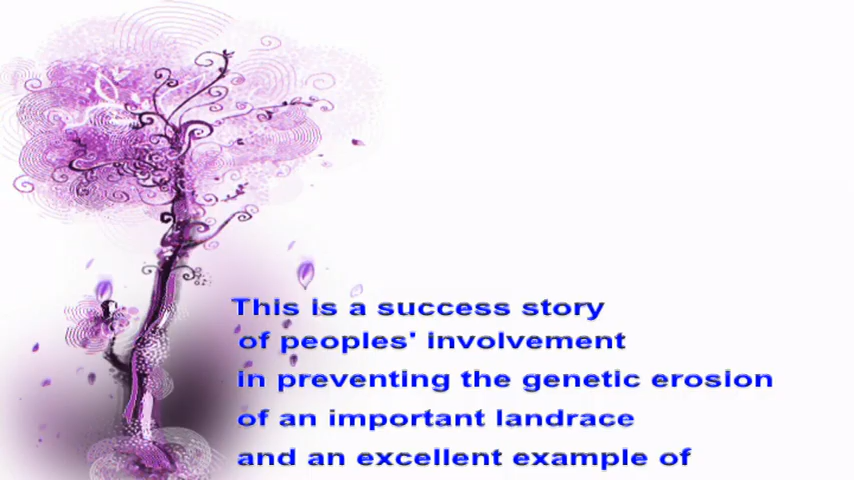 This is a success story
of peoples' involvement
in preventing the genetic erosion
of an important landrace
and an excellent example of